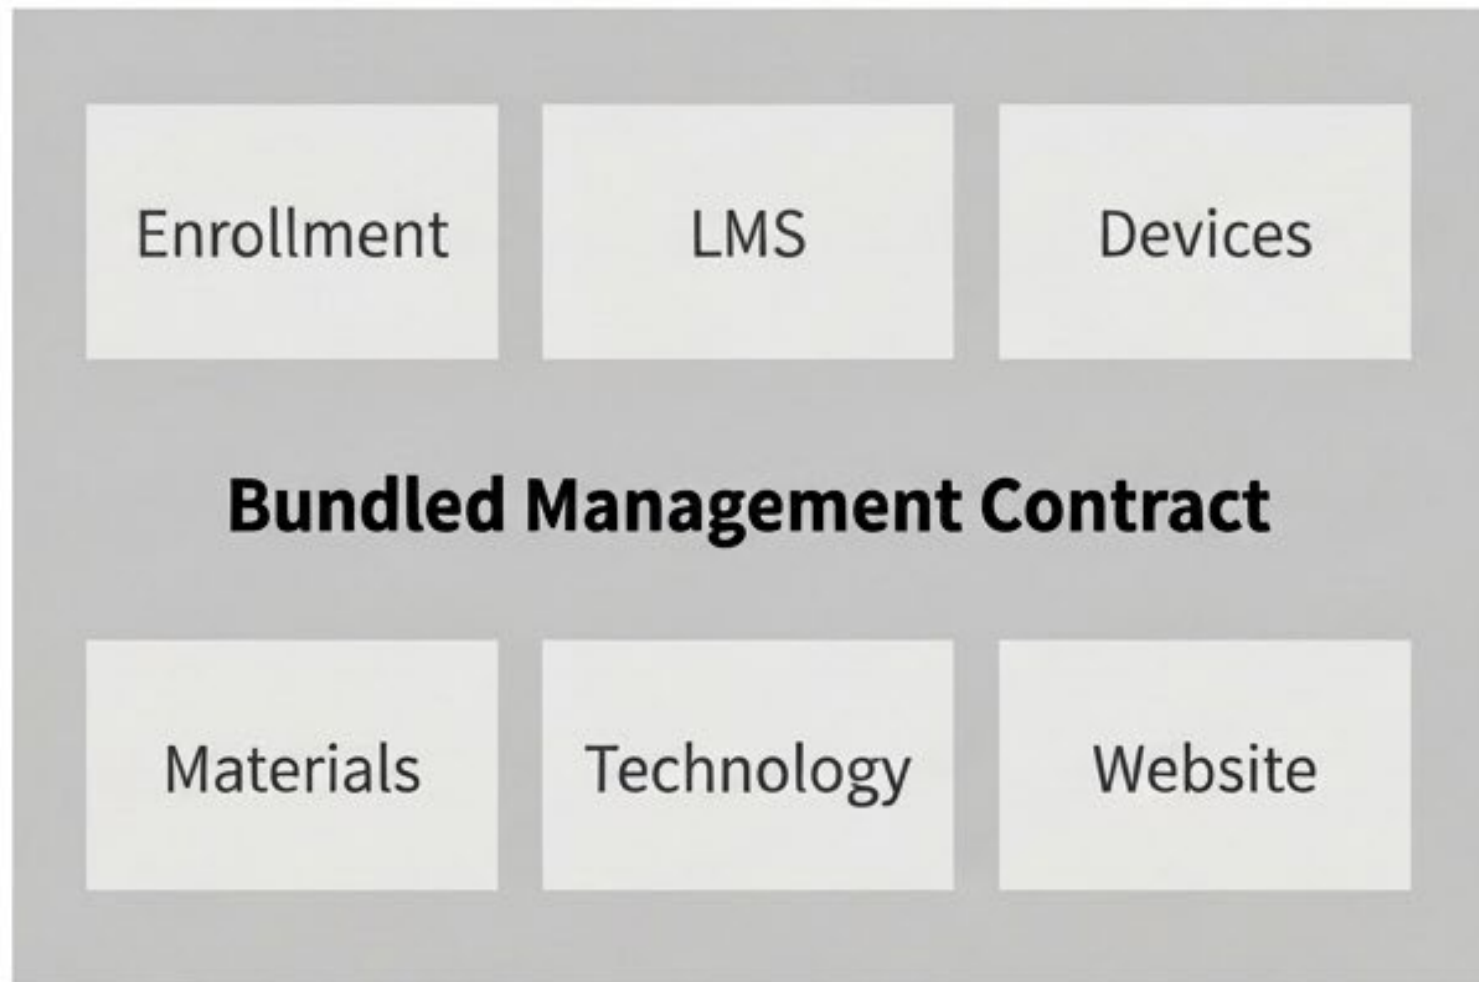 Enrollment
LMS
Devices
Bundled Management Contract
Materials
Technology
Website